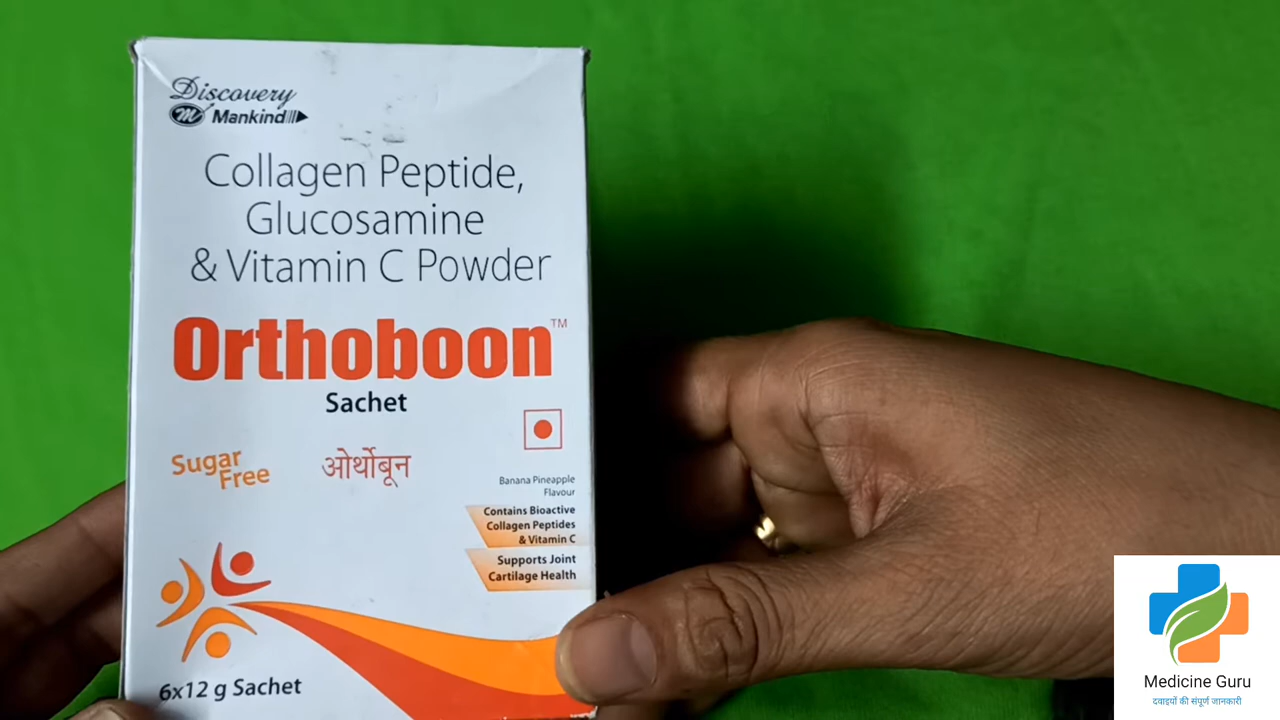 Discovery
Mankind
Collagen Peptide,
Glucosamine
& Vitamin C Powder
Orthoboon™
Sachet
Sugar
Free
ओर्थोबून
Banana Pineapple
Flavour
Contains Bioactive
Collagen Peptides
& Vitamin C
Supports Joint
Cartilage Health
6x12 g Sachet
Medicine Guru
दवाइयों की संपूर्ण जानकारी